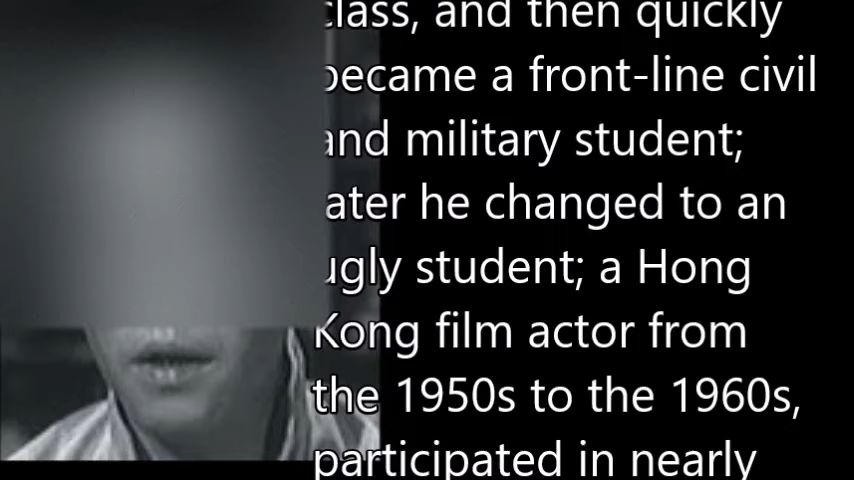 class, and then quickly
became a front-line civil
and military student;
later he changed to an
ugly student; a Hong
Kong film actor from
the 1950s to the 1960s,
participated in nearly